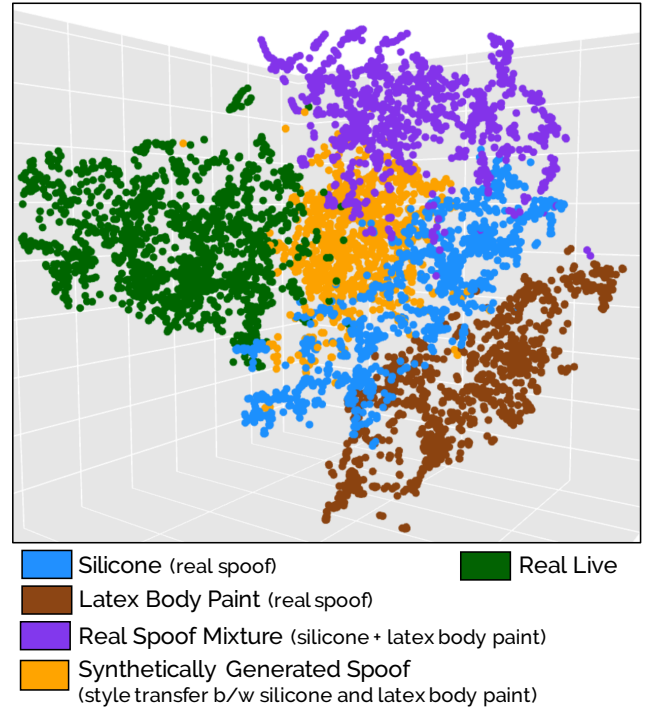 Silicone (real spoof)
Real Live
Latex Body Paint (real spoof)
Real Spoof Mixture (silicone + latex body paint)
Synthetically Generated Spoof
(style transfer b/w silicone and latex body paint)